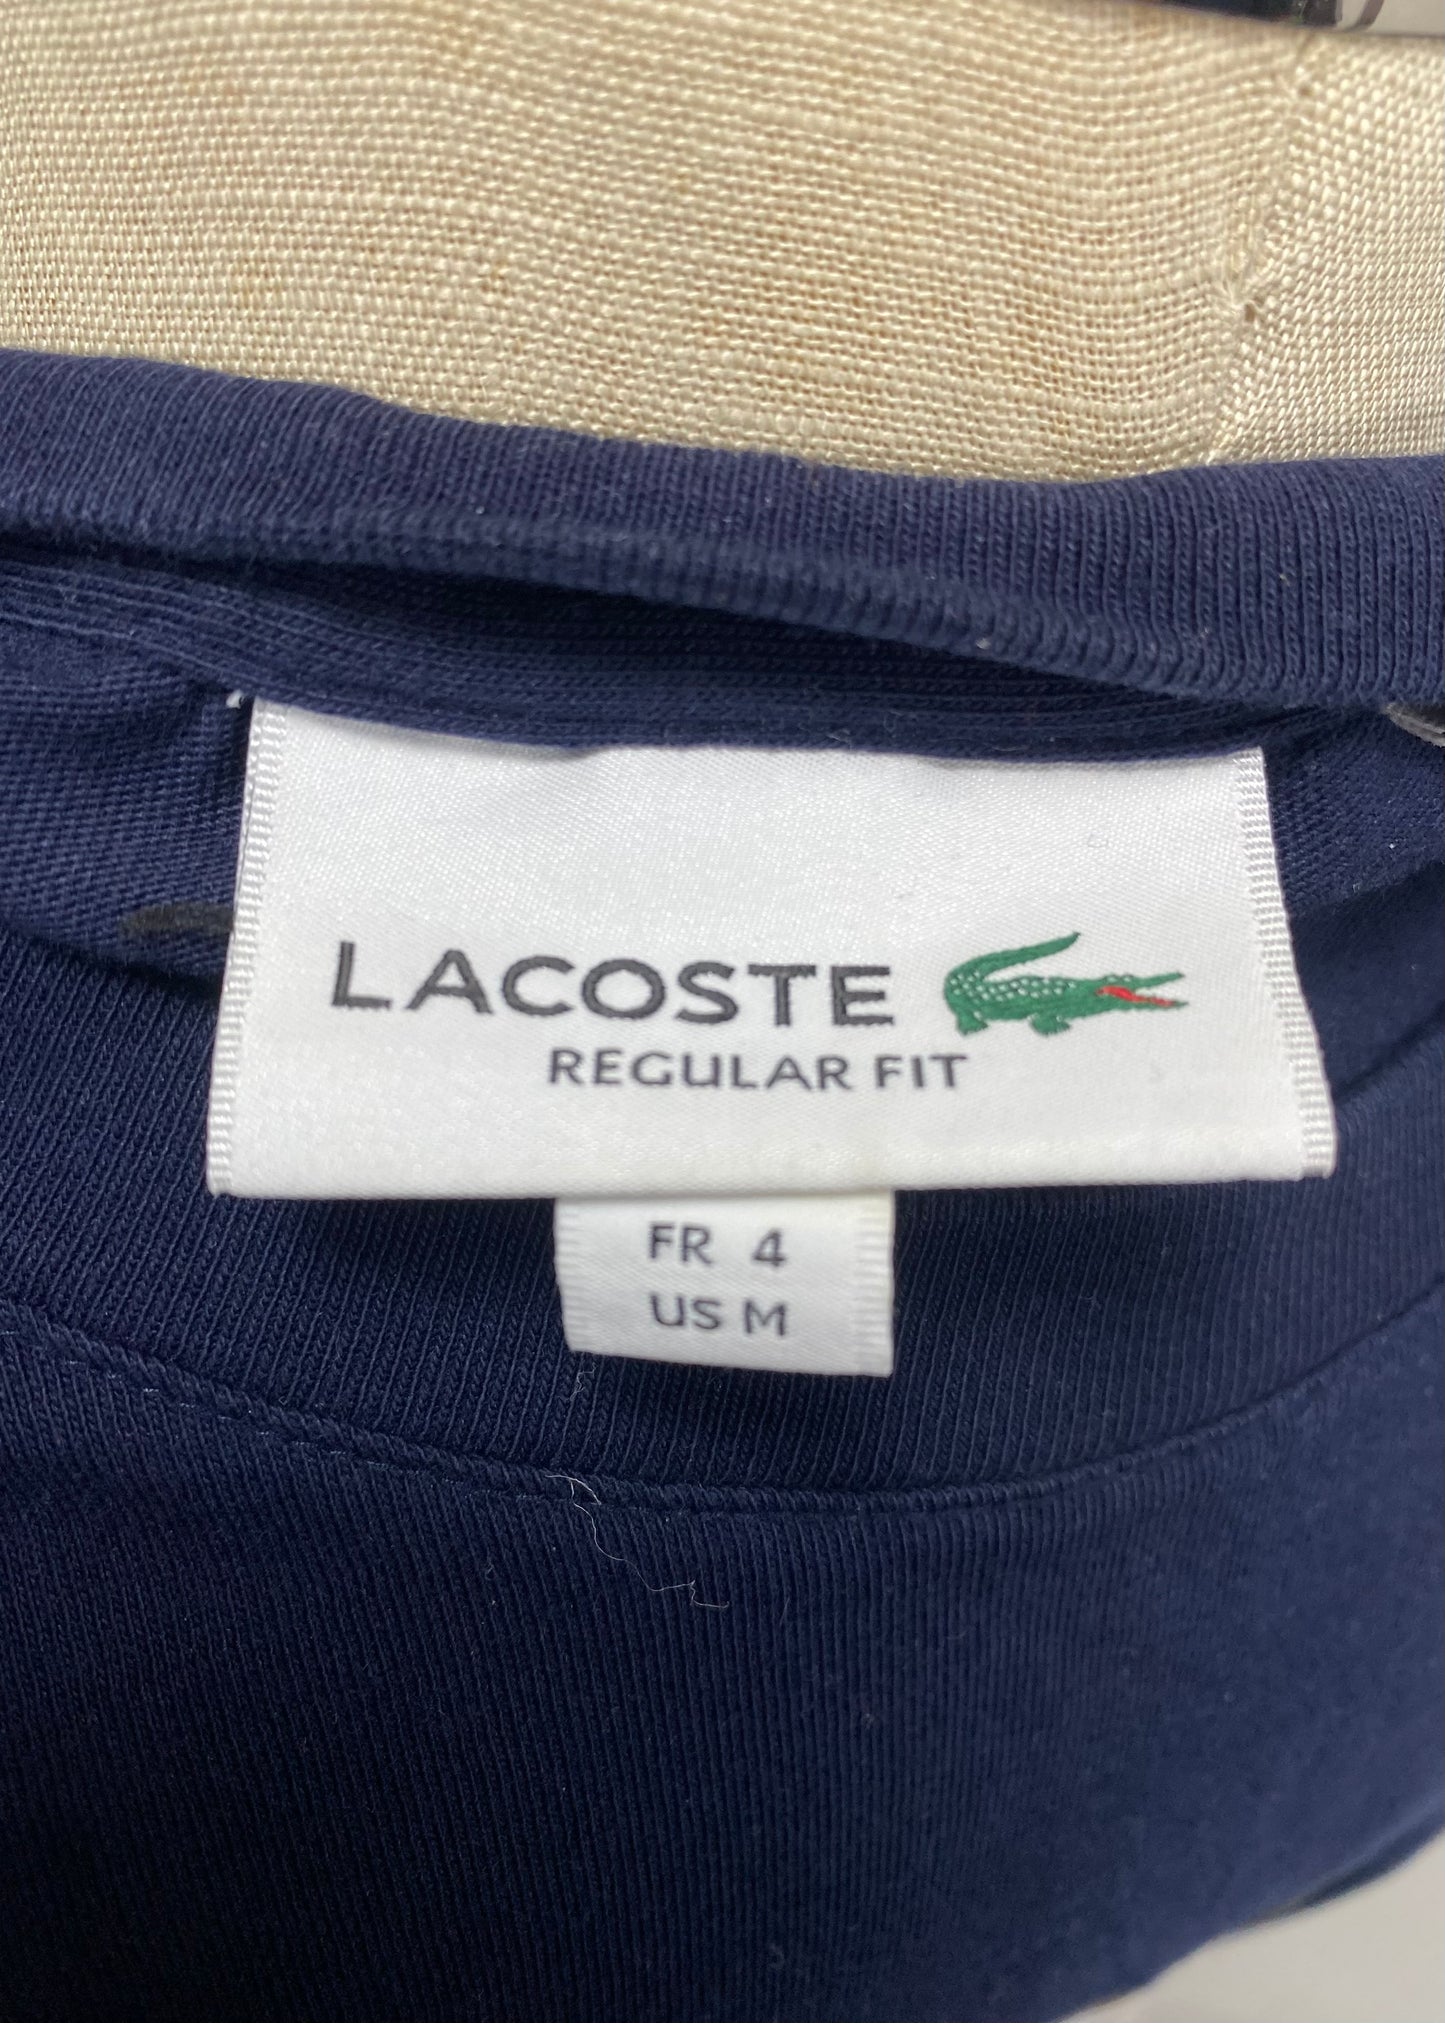 LACOSTE
REGULAR FIT
FR 4
US M